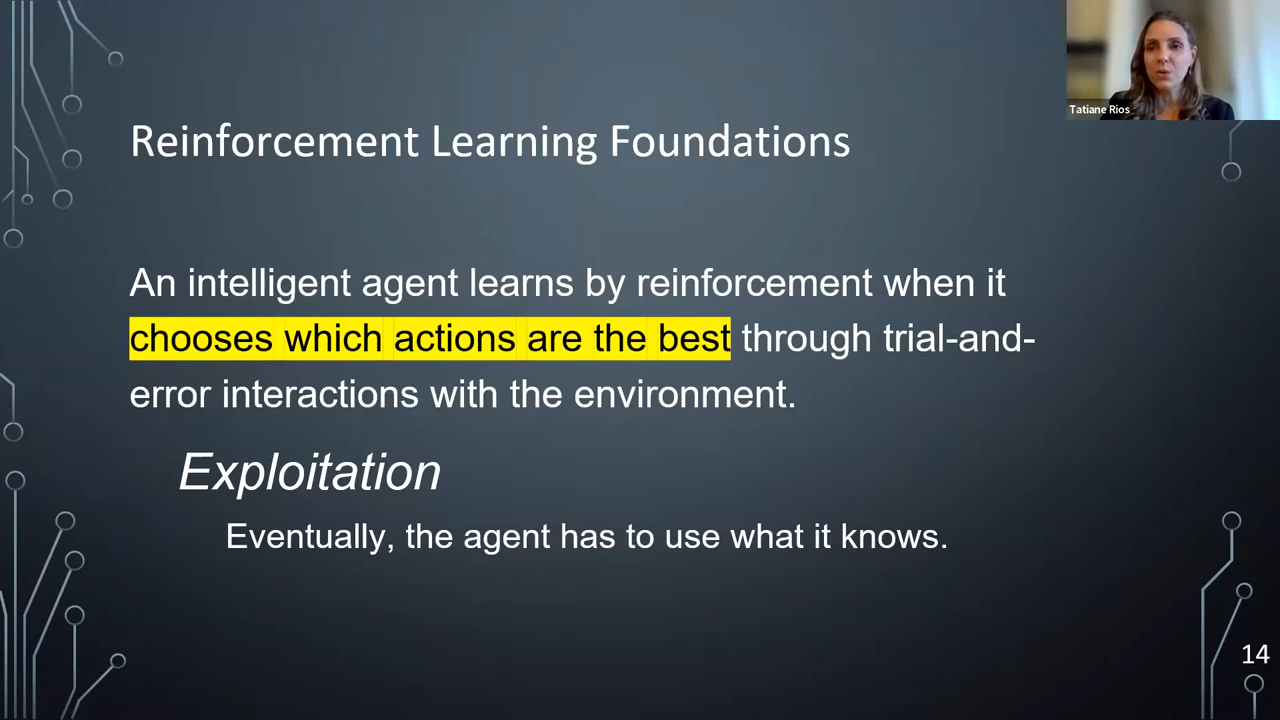 Tatiane Rios
Reinforcement Learning Foundations
An intelligent agent learns by reinforcement when it
chooses which actions are the best through trial-and-
error interactions with the environment.
Exploitation
Eventually, the agent has to use what it knows.
14